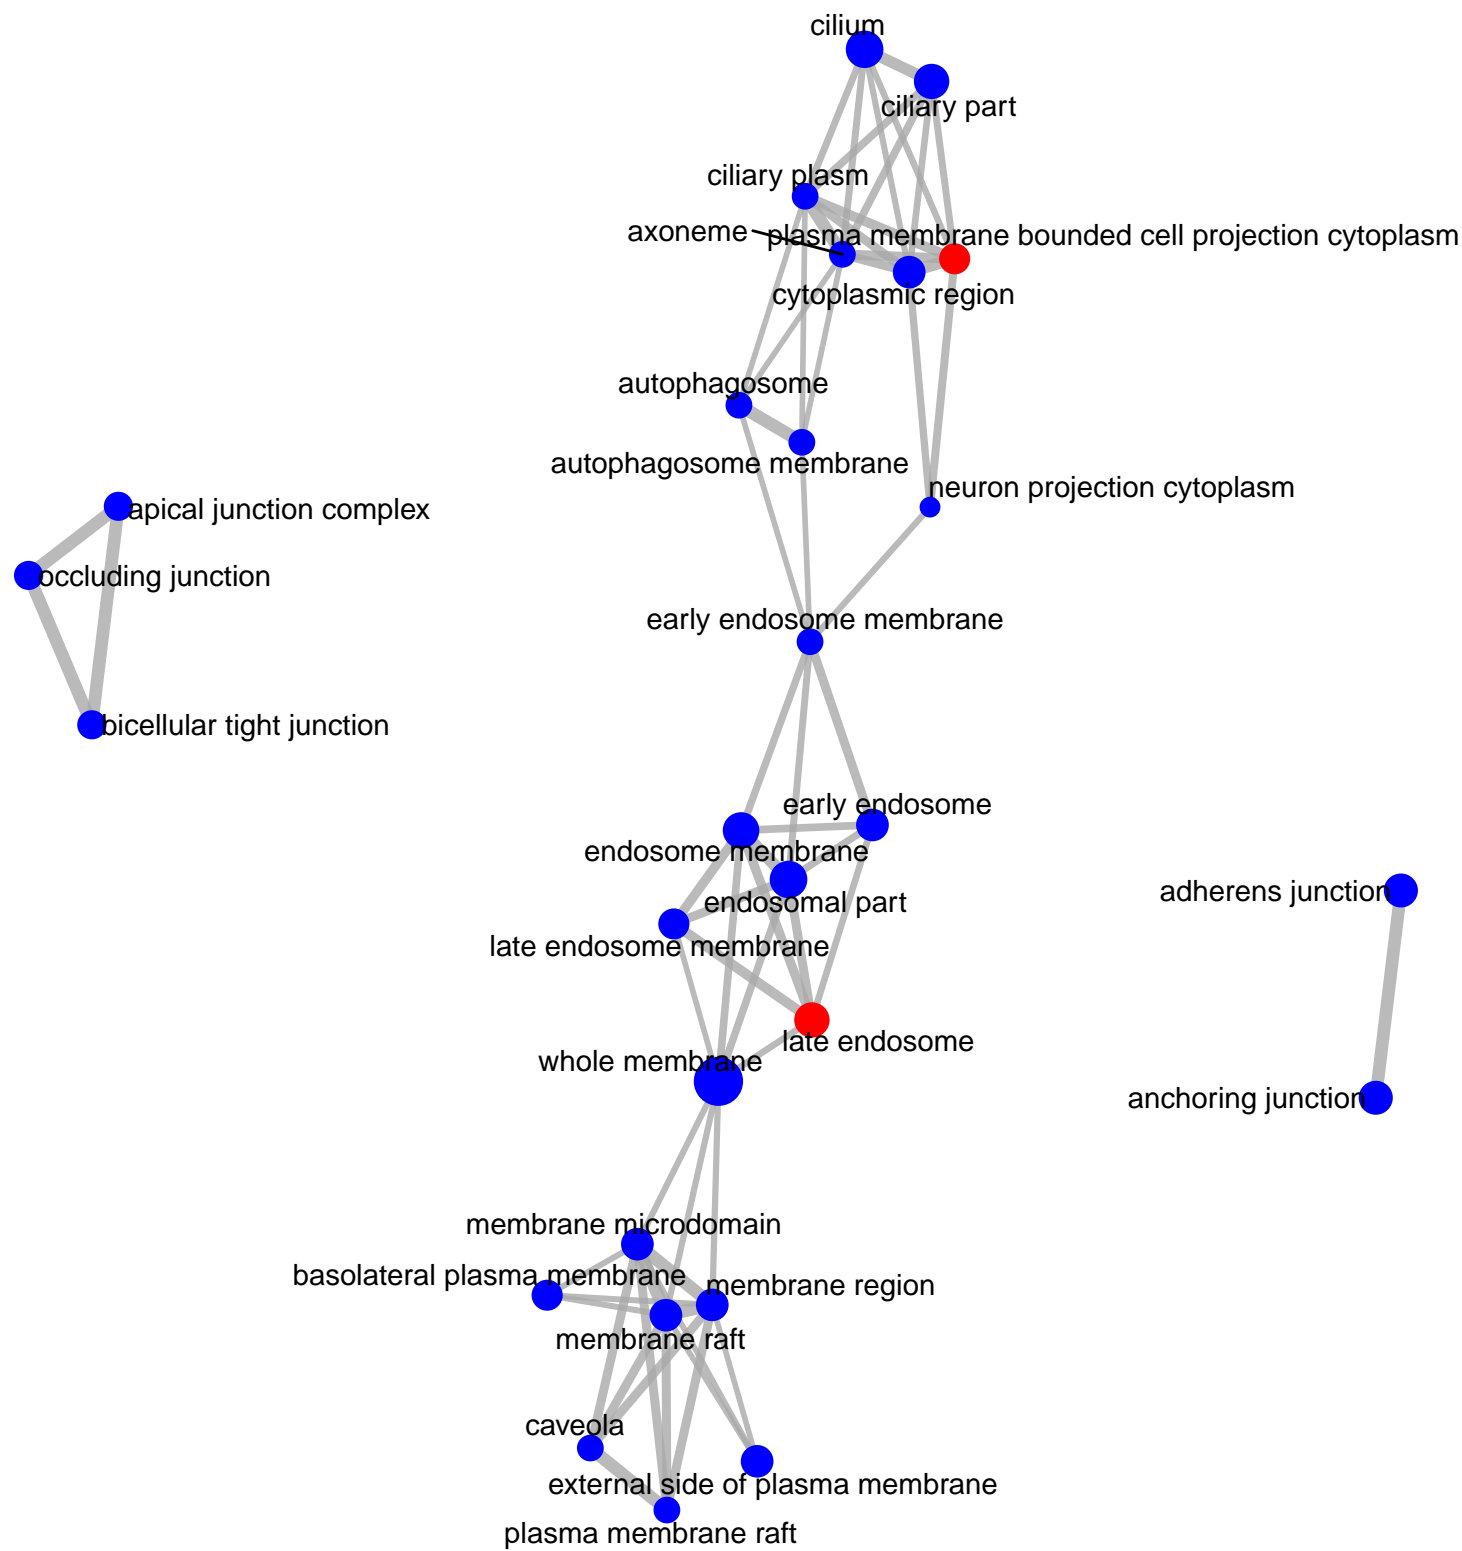 cilium
ciliary part
ciliary plasm
axoneme
plasma membrane bounded cell projection cytoplasm
cytoplasmic region
autophagosome
autophagosome membrane
neuron projection cytoplasm
apical junction complex
occluding junction
early endosome membrane
bicellular tight junction
early endosome
endosome membrane
adherens junction
endosomal part
late endosome membrane
late endosome
whole membrane
anchoring junction
membrane microdomain
basolateral plasma membrane
membrane region
membrane raft
caveola
external side of plasma membrane
plasma membrane raft